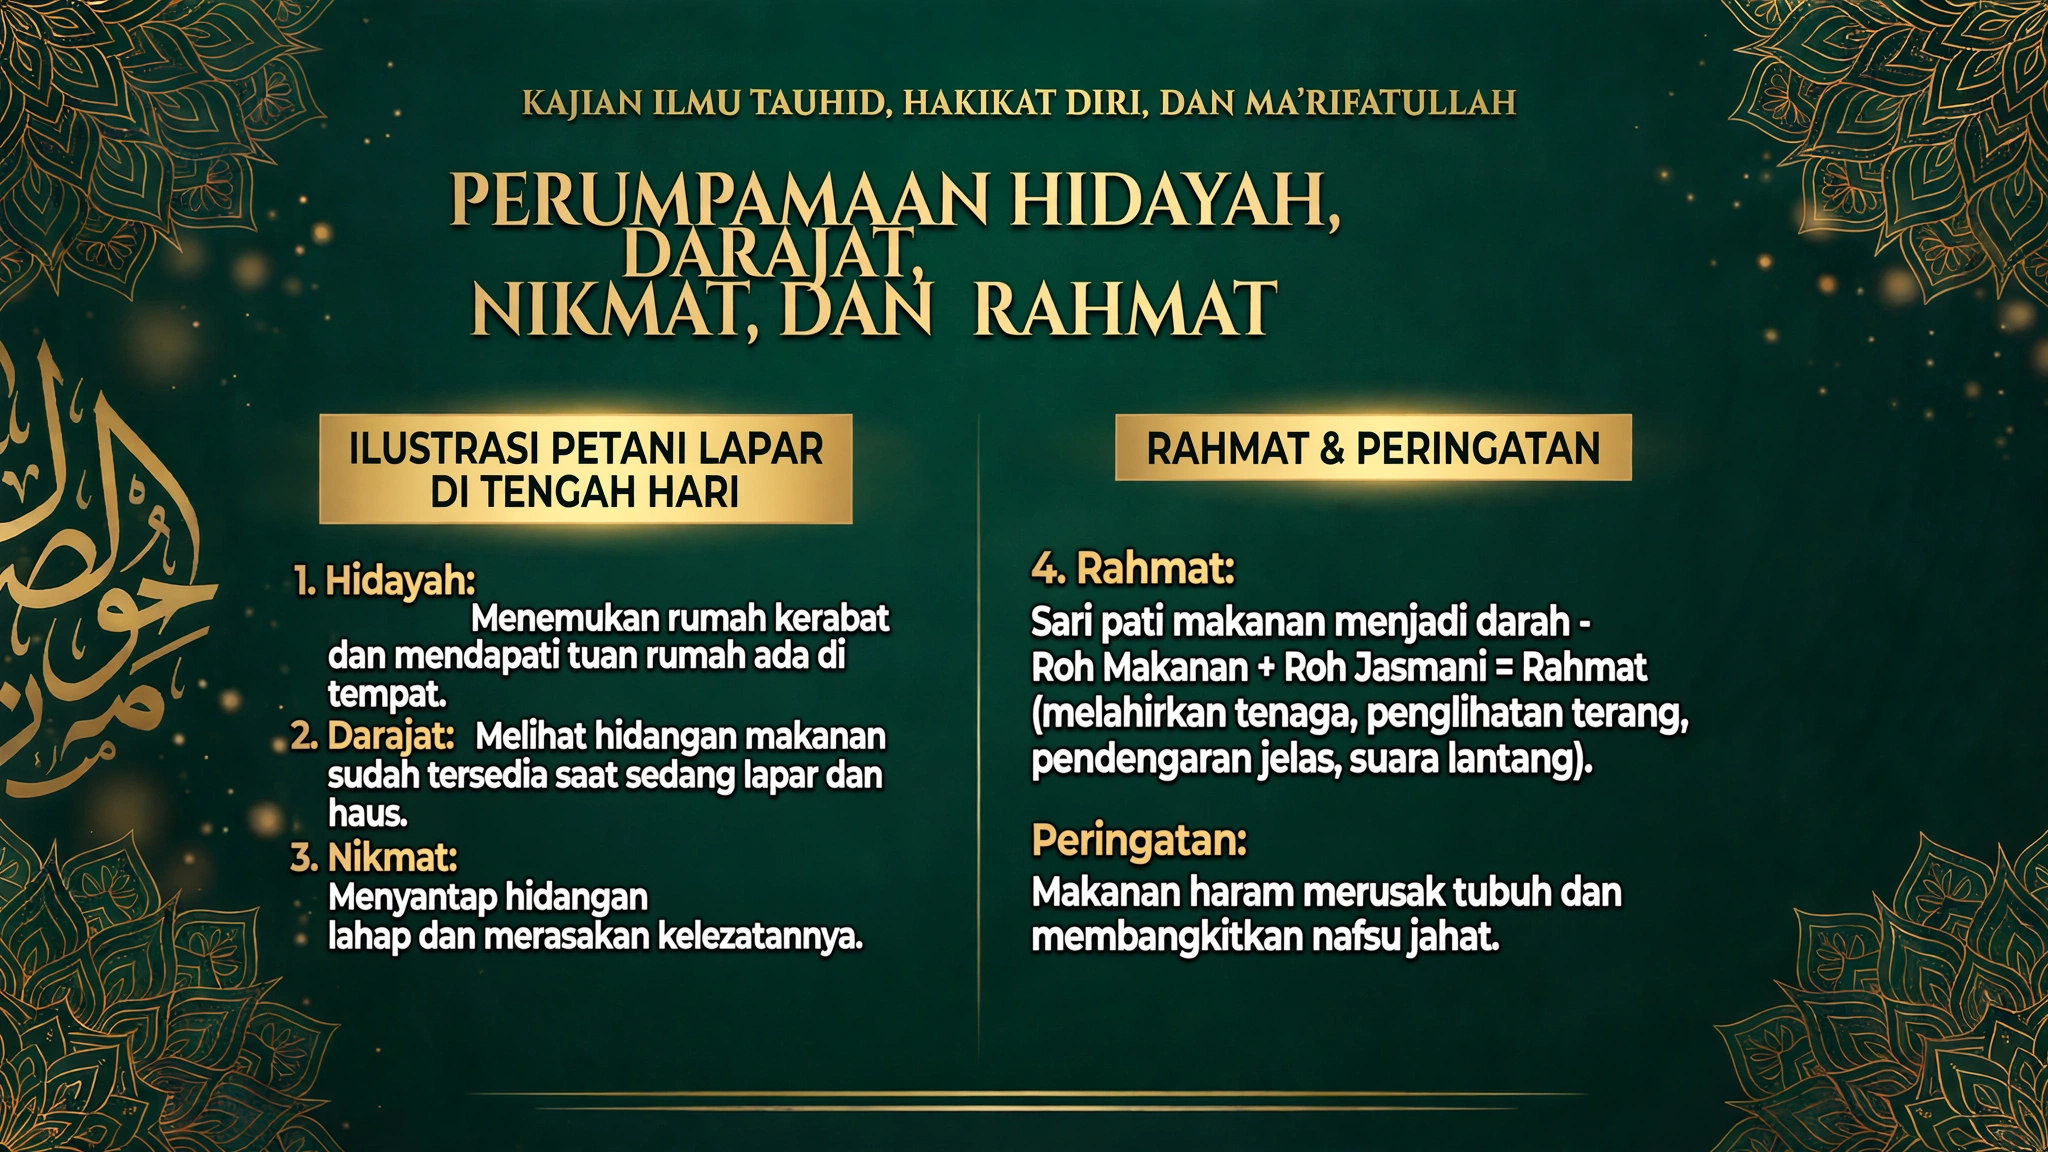 KAJIAN ILMU TAUHID, HAKIKAT DIRI, DAN MA'RIFATULLAH
PERUMPAMAAN HIDAYAH,
DARAJAT,
NIKMAT, DAN RAHMAT
ILUSTRASI PETANI LAPAR
DI TENGAH HARI
1. Hidayah:
Menemukan rumah kerabat
dan mendapati tuan rumah ada di
tempat.
2. Darajat: Melihat hidangan makanan
sudah tersedia saat sedang lapar dan
haus.
3. Nikmat:
Menyantap hidangan
lahap dan merasakan kelezatannya.
RAHMAT & PERINGATAN
4. Rahmat:
Sari pati makanan menjadi darah -
Roh Makanan + Roh Jasmani = Rahmat
(melahirkan tenaga, penglihatan terang,
pendengaran jelas, suara lantang).
Peringatan:
Makanan haram merusak tubuh dan
membangkitkan nafsu jahat.